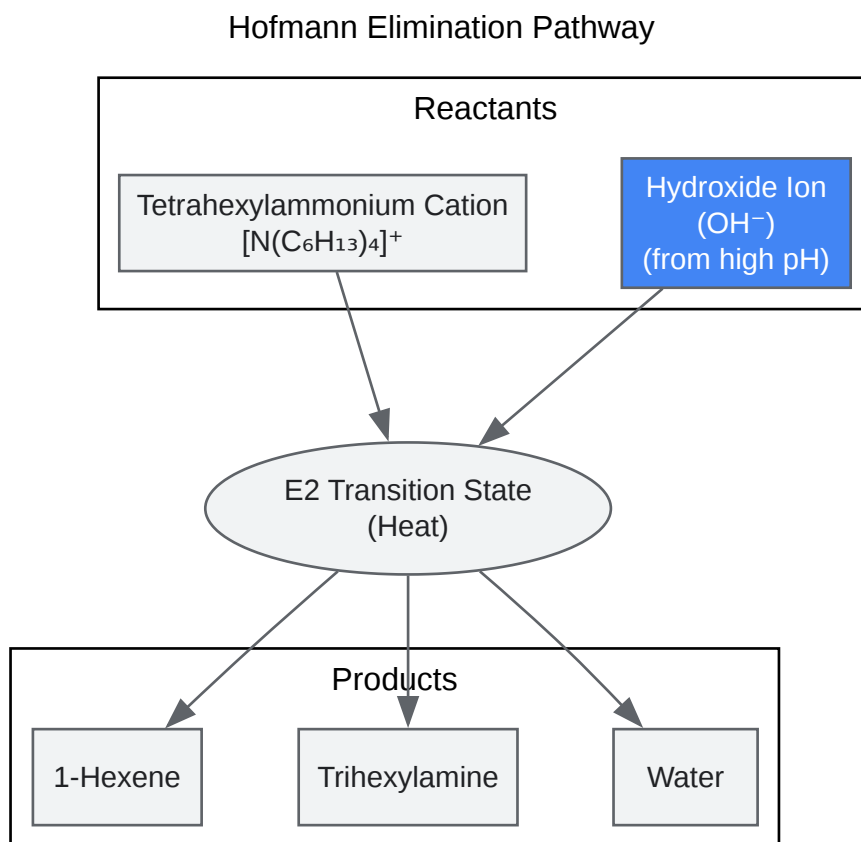 Hofmann Elimination Pathway
Reactants
Tetrahexylammonium Cation
[N(C₆H₁₃)₄]⁺
Hydroxide Ion
(OH⁻)
(from high pH)
E2 Transition State
(Heat)
Products
1-Hexene
Trihexylamine
Water